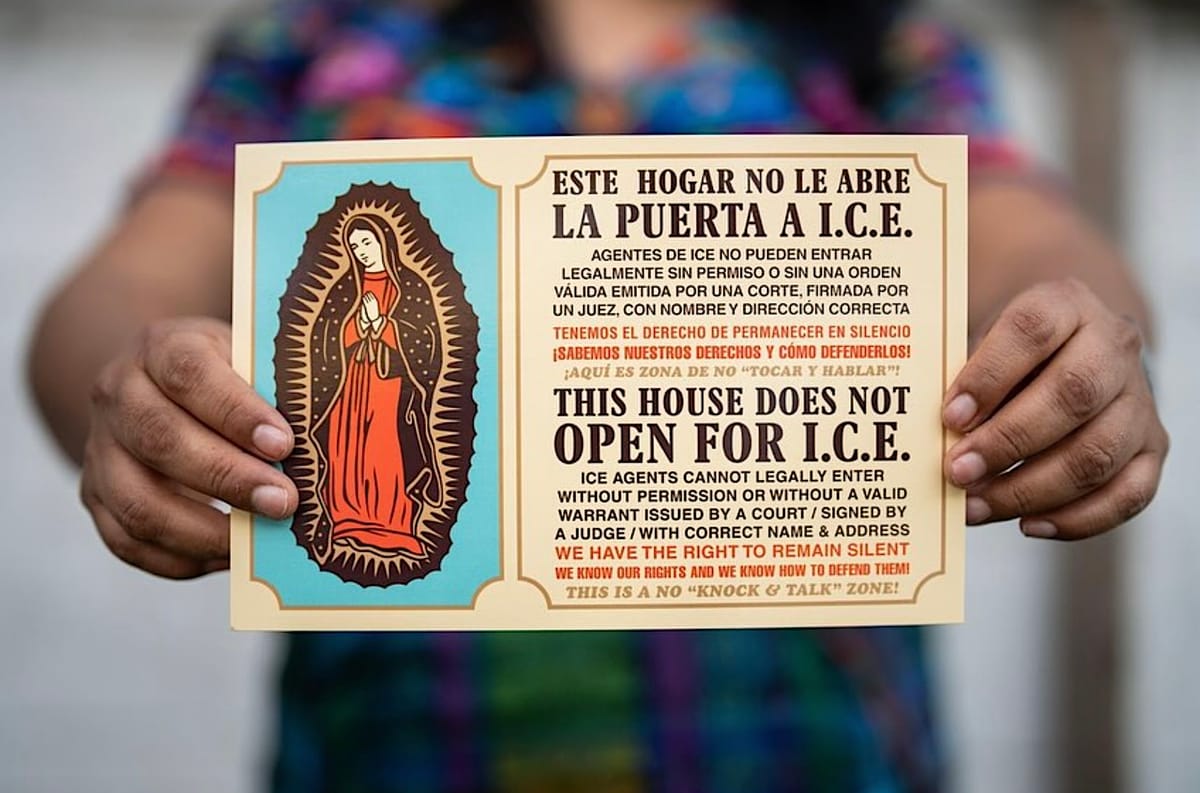 ESTE HOGAR NO LE ABRE
LA PUERTA A I.C.E.
AGENTES DE ICE NO PUEDEN ENTRAR
LEGALMENTE SIN PERMISO O SIN UNA ORDEN
VÁLIDA EMITIDA POR UNA CORTE, FIRMADA POR
UN JUEZ, CON NOMBRE Y DIRECCIÓN CORRECTA
TENEMOS EL DERECHO DE PERMANECER EN SILENCIO
¡SABEMOS NUESTROS DERECHOS Y CÓMO DEFENDERLOS!
¡AQUÍ ES ZONA DE NO “TOCAR Y HABLAR”!
THIS HOUSE DOES NOT
OPEN FOR I.C.E.
ICE AGENTS CANNOT LEGALLY ENTER
WITHOUT PERMISSION OR WITHOUT A VALID
WARRANT ISSUED BY A COURT / SIGNED BY
A JUDGE / WITH CORRECT NAME & ADDRESS
WE HAVE THE RIGHT TO REMAIN SILENT
WE KNOW OUR RIGHTS AND WE KNOW HOW TO DEFEND THEM!
THIS IS A NO “KNOCK & TALK” ZONE!